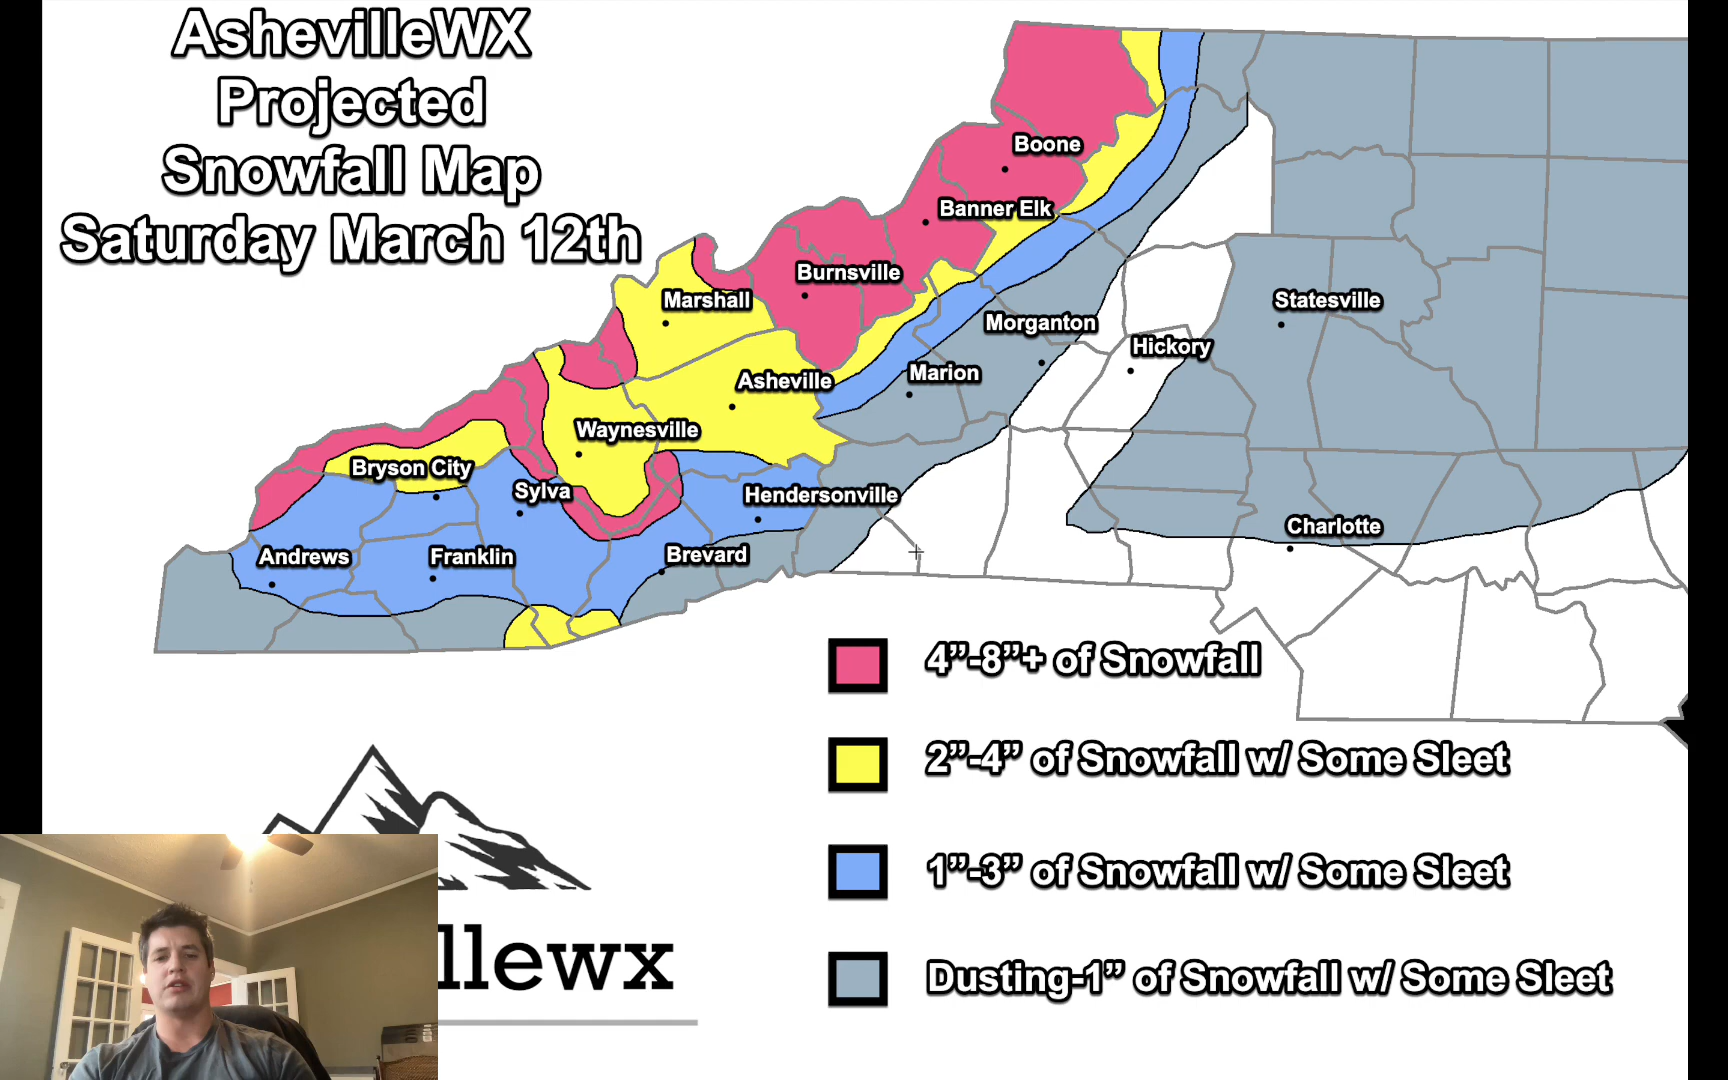 AshevilleWX
Projected
Snowfall Map
Saturday March 12th
Boone
Banner Elk
Burnsville
Marshall
Statesville
Morganton
Hickory
Marion
Asheville
Waynesville
Bryson City
Sylva
Hendersonville
Charlotte
Andrews
Franklin
Brevard
4”-8”+ of Snowfall
2”-4” of Snowfall w/ Some Sleet
1”-3” of Snowfall w/ Some Sleet
Dusting-1” of Snowfall w/ Some Sleet
llewx